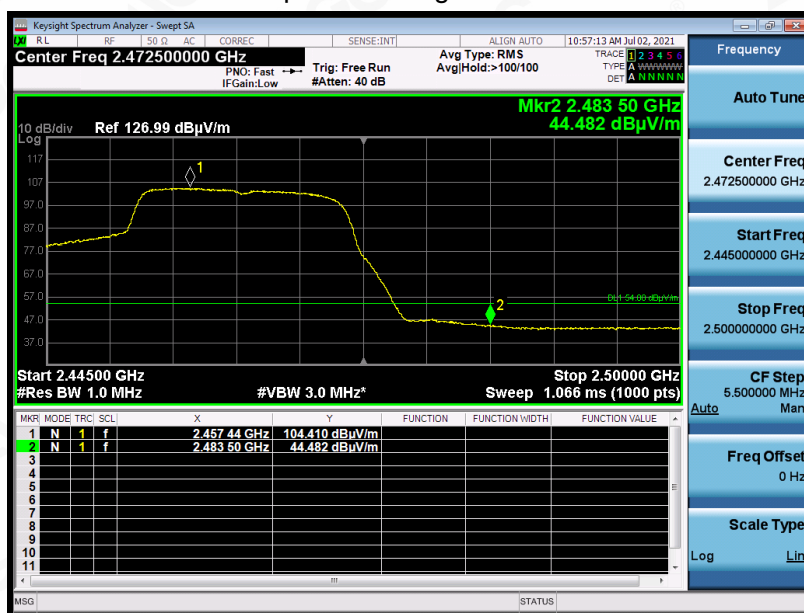 Keysight Spectrum Analyzer - Swept SA
LXI RL RF 50 Ω AC CORREC SENSE:INT ALIGN AUTO 10:57:13 AM Jul 02, 2021
Center Freq 2.472500000 GHz
PNO: Fast
IFGain:Low
Trig: Free Run
#Atten: 40 dB
Avg Type: RMS
Avg|Hold:>100/100
TRACE 1 2 3 4 5 6
TYPE A WWWWW
DET A N N N N N
Mkr2 2.483 50 GHz
44.482 dBµV/m
10 dB/div Ref 126.99 dBµV/m
Log
117
107
97.0
87.0
77.0
67.0
57.0
47.0
37.0
1
2
DL1 54.00 dBµV/m
Start 2.44500 GHz Stop 2.50000 GHz
#Res BW 1.0 MHz #VBW 3.0 MHz* Sweep 1.066 ms (1000 pts)
MKR MODE TRC SCL X Y FUNCTION FUNCTION WIDTH FUNCTION VALUE
1 N 1 f 2.457 44 GHz 104.410 dBµV/m
2 N 1 f 2.483 50 GHz 44.482 dBµV/m
3
4
5
6
7
8
9
10
11
MSG STATUS
Frequency
Auto Tune
Center Freq
2.472500000 GHz
Start Freq
2.445000000 GHz
Stop Freq
2.500000000 GHz
CF Step
5.500000 MHz
Auto Man
Freq Offset
0 Hz
Scale Type
Log Lin